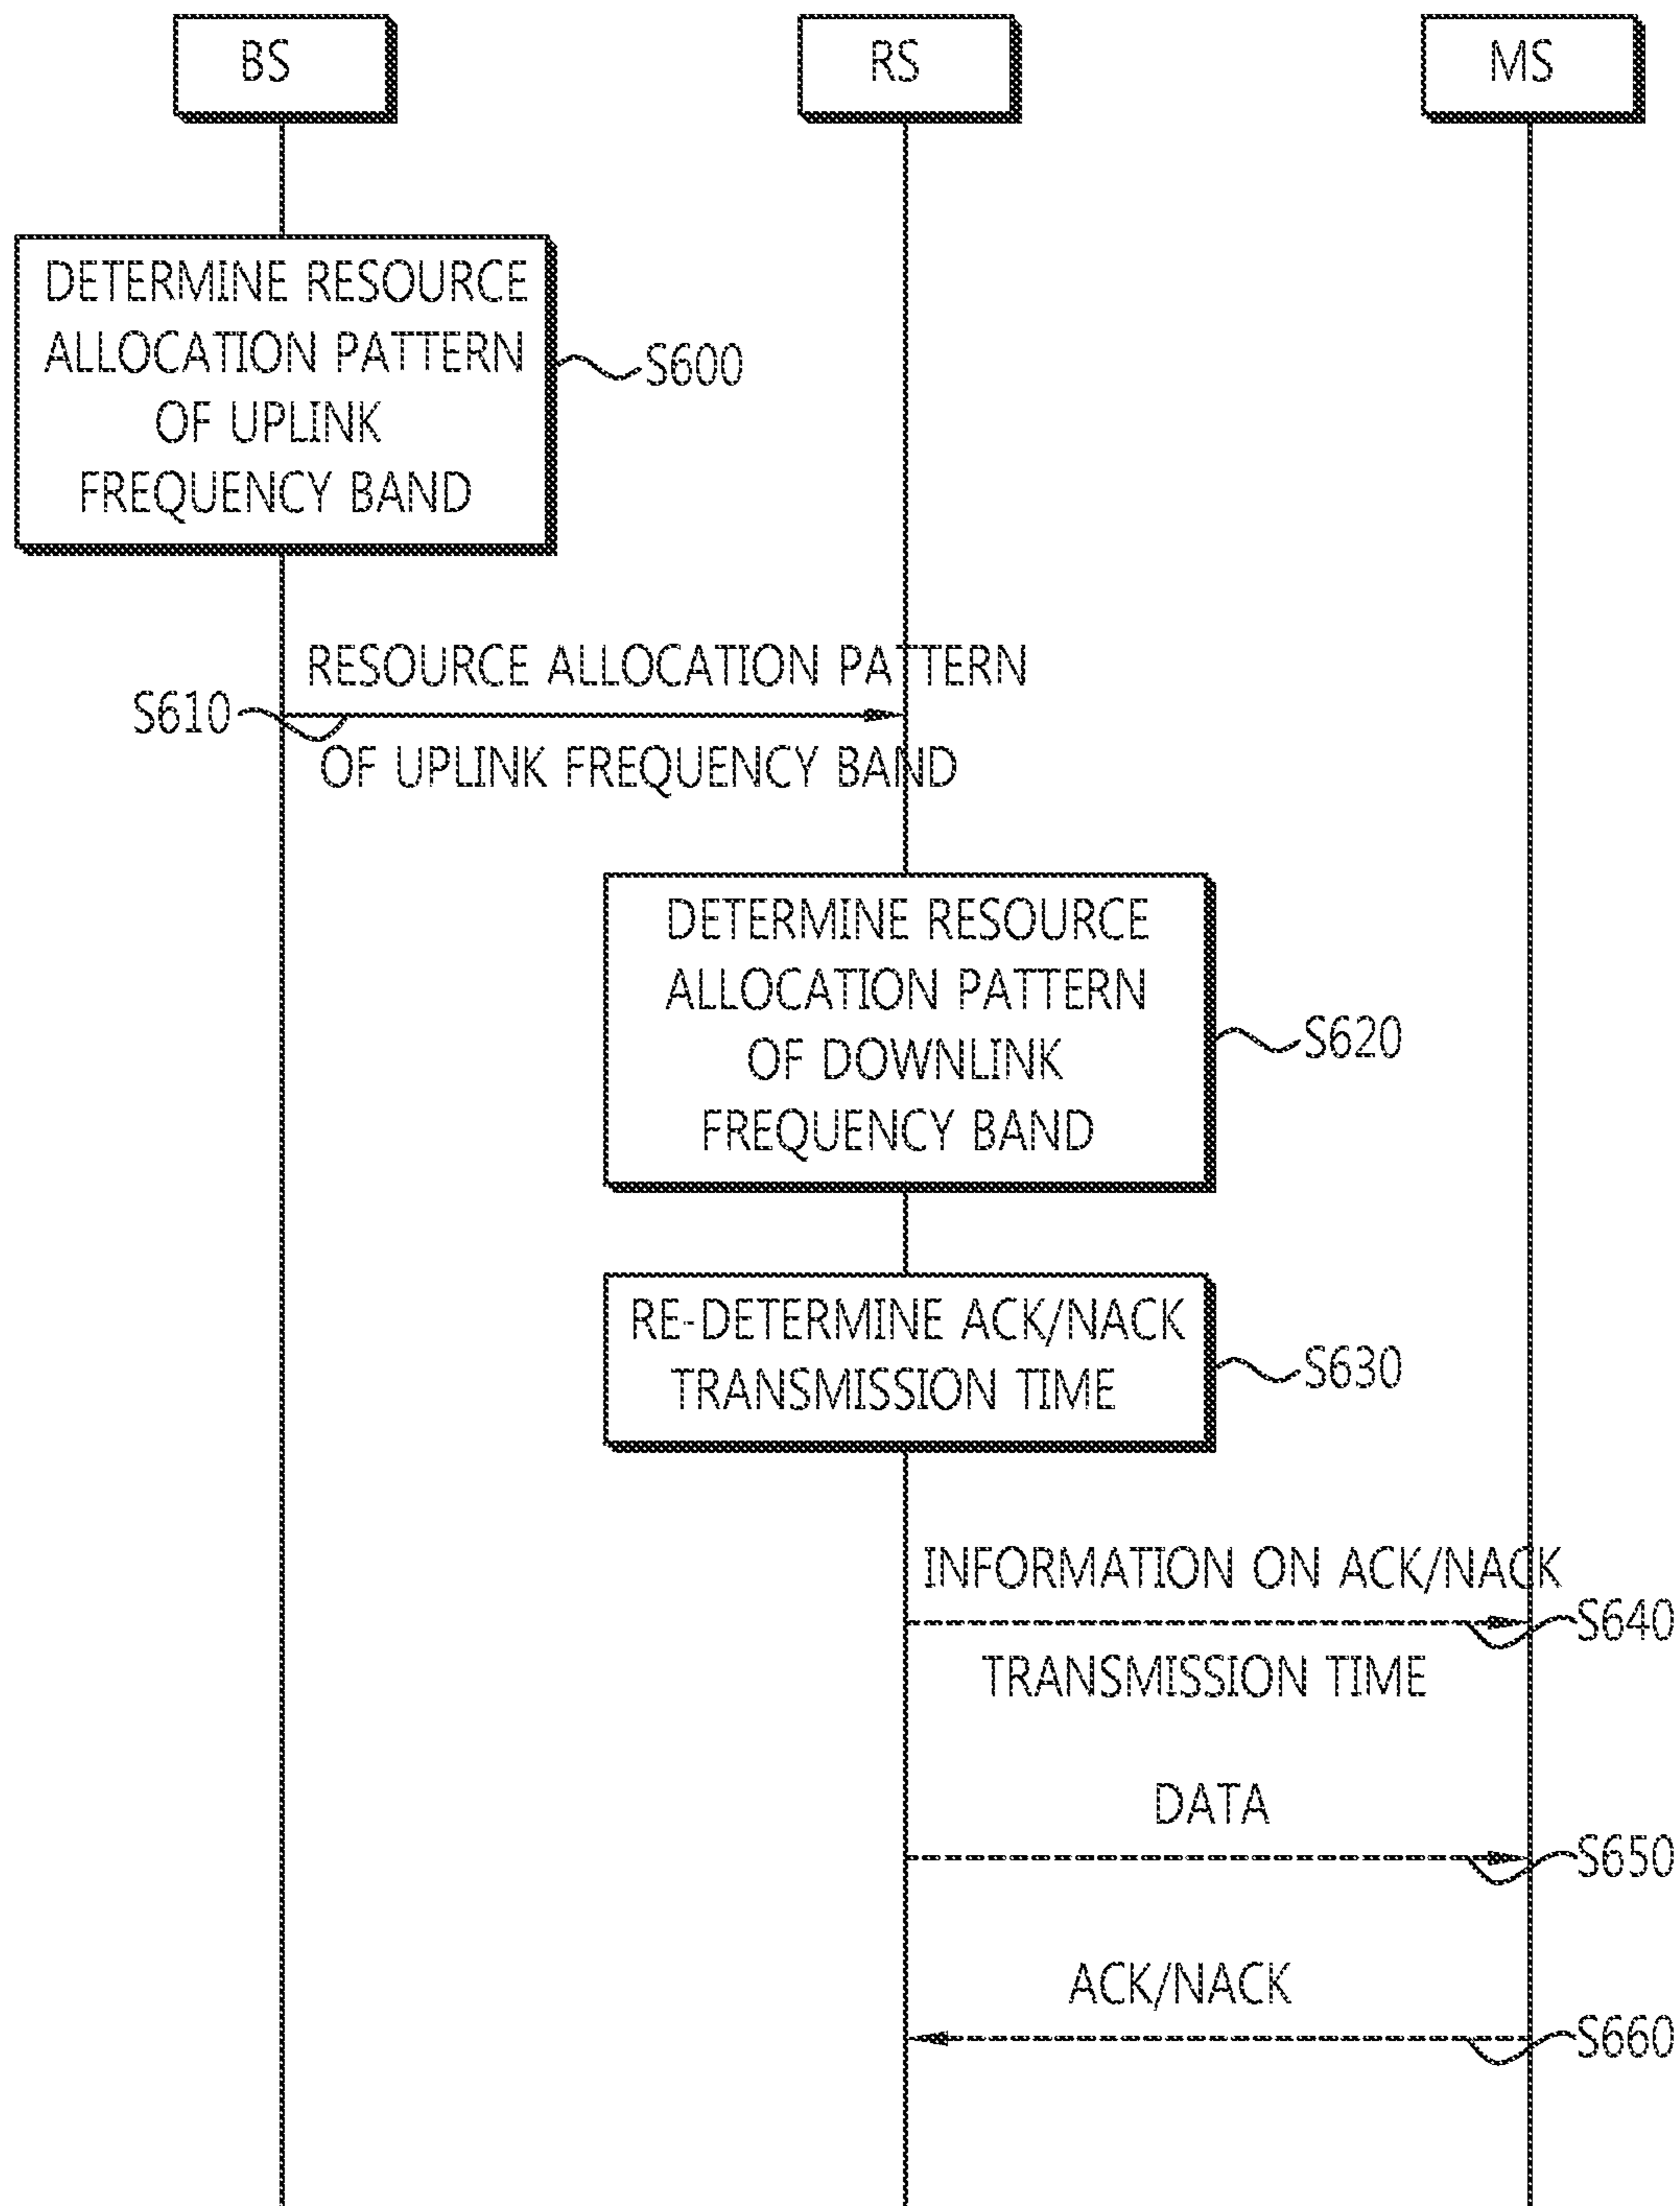 BS
RS
MS
DETERMINE RESOURCE
ALLOCATION PATTERN
OF UPLINK
FREQUENCY BAND
S600
RESOURCE ALLOCATION PATTERN
S610
OF UPLINK FREQUENCY BAND
DETERMINE RESOURCE
ALLOCATION PATTERN
OF DOWNLINK
FREQUENCY BAND
S620
RE-DETERMINE ACK/NACK
TRANSMISSION TIME
S630
INFORMATION ON ACK/NACK
S640
TRANSMISSION TIME
DATA
S650
ACK/NACK
S660